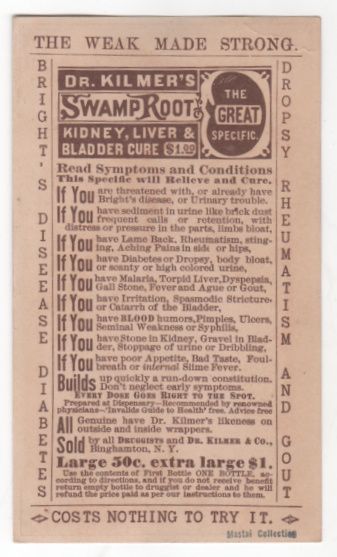 THE WEAK MADE STRONG.
BRIGHT'S DISEASE DIABETES
DROPSY RHEUMATISM AND GOUT
DR. KILMER'S
SWAMP ROOT
KIDNEY, LIVER &
BLADDER CURE $1.00
THE
GREAT
SPECIFIC.
Read Symptoms and Conditions
This Specific will Relieve and Cure.
If You are threatened with, or already have
Bright's disease, or Urinary trouble.
If You have sediment in urine like brick dust
frequent calls or retention, with
distress or pressure in the parts, limbs bloat,
If You have Lame Back, Rheumatism, sting-
ing, Aching Pains in side or hips,
If You have Diabetes or Dropsy, body bloat,
or scanty or high colored urine,
If You have Malaria, Torpid Liver, Dyspepsia,
Gall Stone, Fever and Ague or Gout,
If You have Irritation, Spasmodic Stricture-
or Catarrh of the Bladder,
If You have BLOOD humors, Pimples, Ulcers,
Seminal Weakness or Syphilis,
If You have Stone in Kidney, Gravel in Blad-
der, Stoppage of urine or Dribbling,
If You have poor Appetite, Bad Taste, Foul-
breath or internal Slime Fever.
Builds up quickly a run-down constitution.
Don't neglect early symptoms.
EVERY DOSE GOES RIGHT TO THE SPOT.
Prepared at Dispensary—Recommended by renowned
physicians—'Invalids Guide to Health' free. Advice free
All Genuine have Dr. Kilmer's likeness on
outside and inside wrappers.
Sold by all DRUGGISTS and DR. KILMER & CO.,
Binghamton, N. Y.
Large 50c. extra large $1.
Use the contents of First Bottle ONE BOTTLE, ac-
cording to directions, and if you do not receive benefit
return empty bottle to druggist or dealer and he will
refund the price paid as per our instructions to them.
COSTS NOTHING TO TRY IT.
Mastai Collection